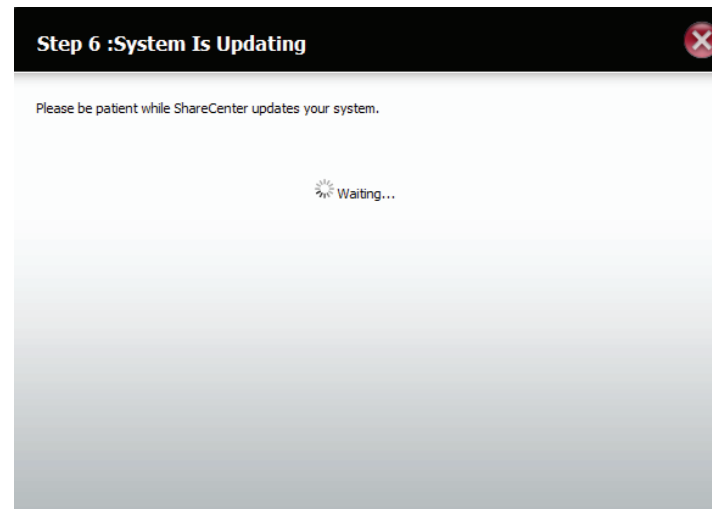 Step 6 :System Is Updating
Please be patient while ShareCenter updates your system.
Waiting...